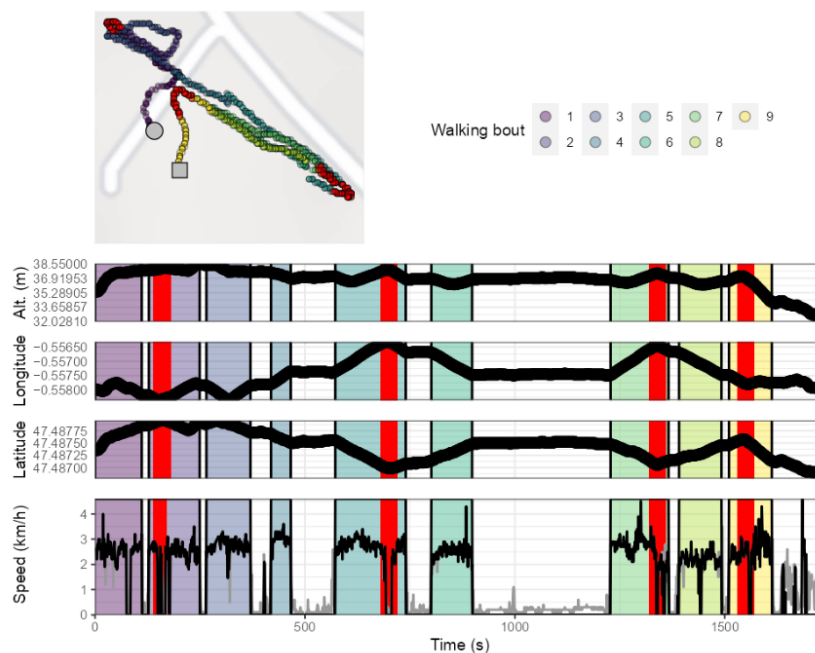 Walking bout
1 3 5 7 9
2 4 6 8
Alt. (m)
38.55000
36.91953
35.28905
33.65857
32.02810
Longitude
−0.55650
−0.55700
−0.55750
−0.55800
Latitude
47.48775
47.48750
47.48725
47.48700
Speed (km/h)
4
3
2
1
0
0 500 1000 1500
Time (s)